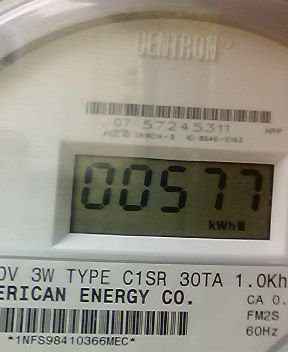 CENTRON
07 57245311 HPP
00577
kWh
0V 3W TYPE C1SR 30TA 1.0Kh
ERICAN ENERGY CO.
CA 0.
FM2S
60Hz
*1NFS98410366MEC*